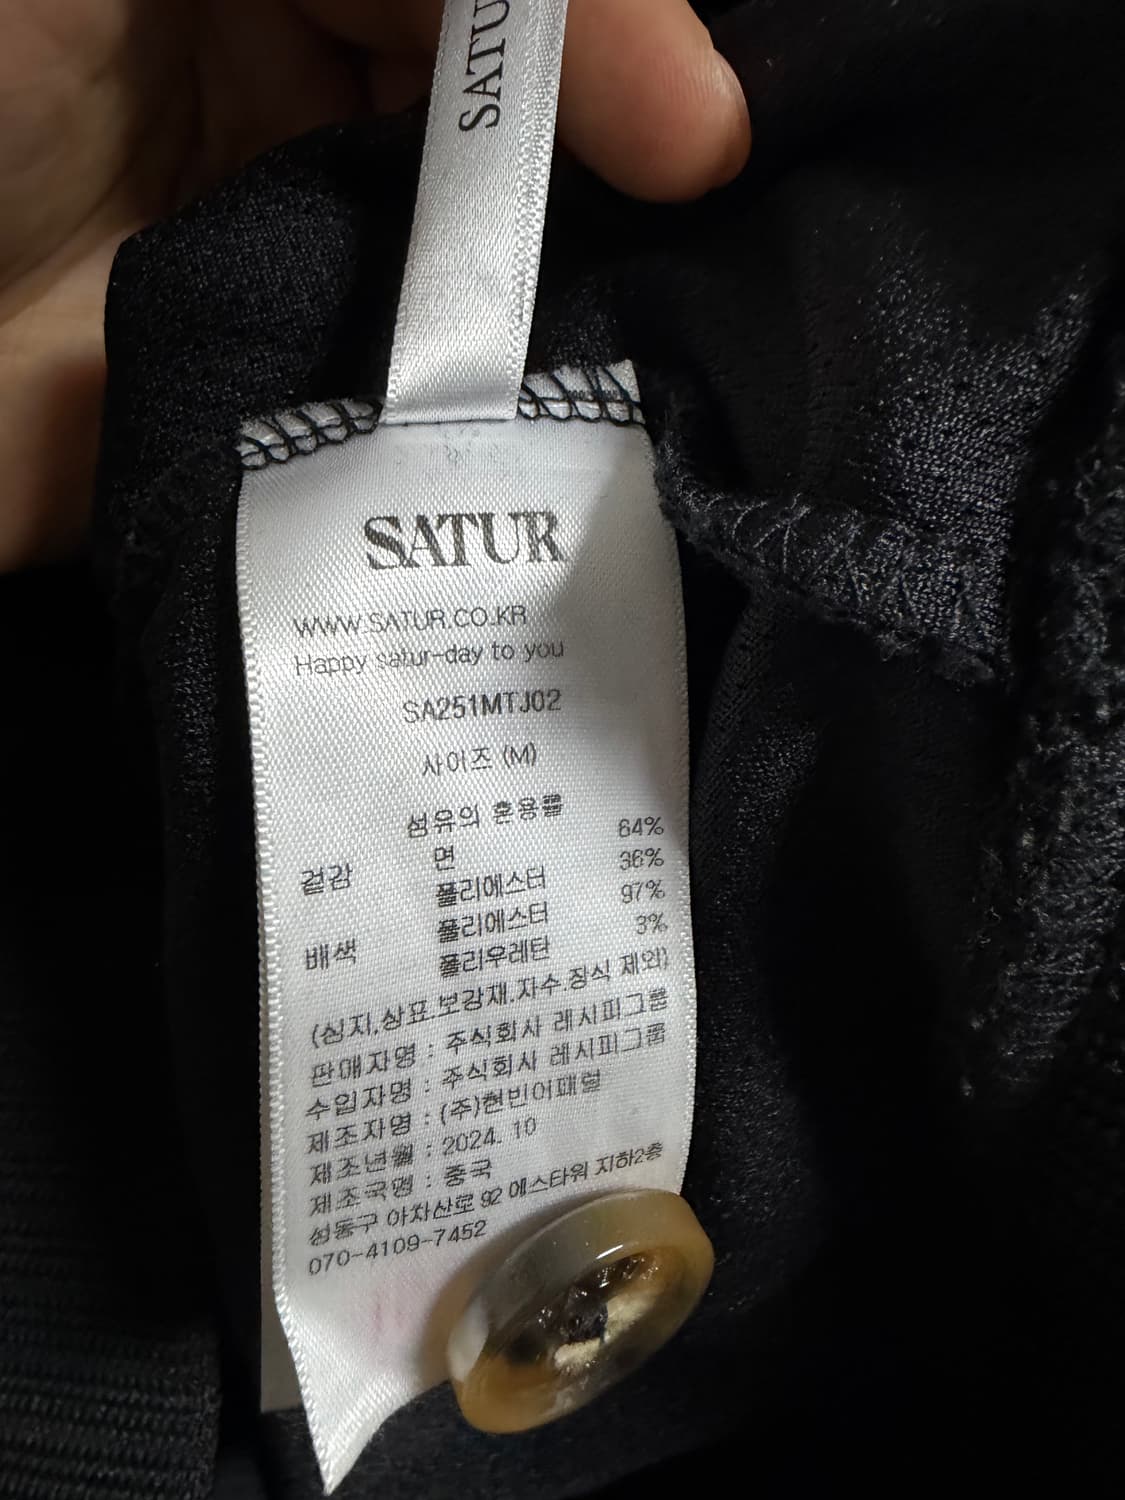 SATU
SATUR
WWW.SATUR.CO.KR
Happy satur-day to you
SA251MTJ02
사이즈 (M)
섬유의 혼용률
겉감 면 64%
폴리에스터 36%
배색 폴리에스터 97%
폴리우레탄 3%
(심지,상표.보강재.자수.장식 제외)
판매자명 : 주식회사 레시피그룹
수입자명 : 주식회사 레시피그룹
제조자명 : (주)현빈어패럴
제조년월 : 2024. 10
제조국명 : 중국
성동구 아차산로 92 에스타워 지하2층
070-4109-7452